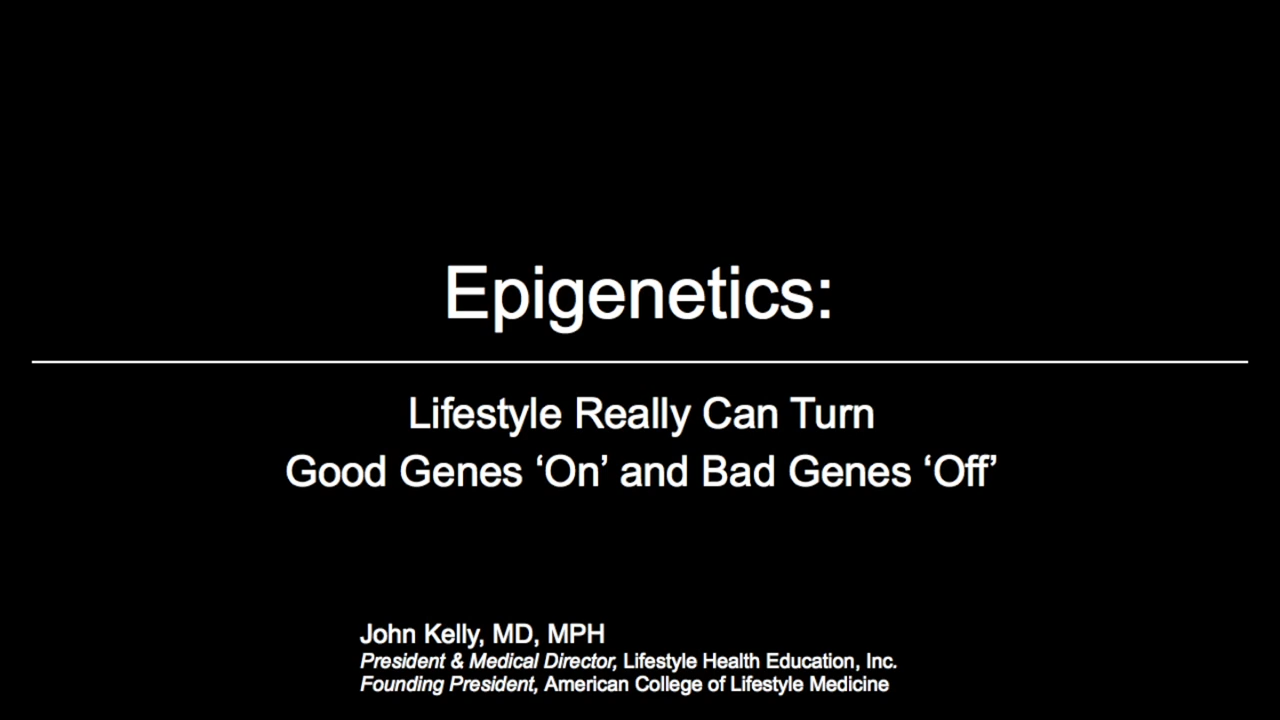 Epigenetics:
Lifestyle Really Can Turn
Good Genes ‘On’ and Bad Genes ‘Off’
John Kelly, MD, MPH
President & Medical Director, Lifestyle Health Education, Inc.
Founding President, American College of Lifestyle Medicine